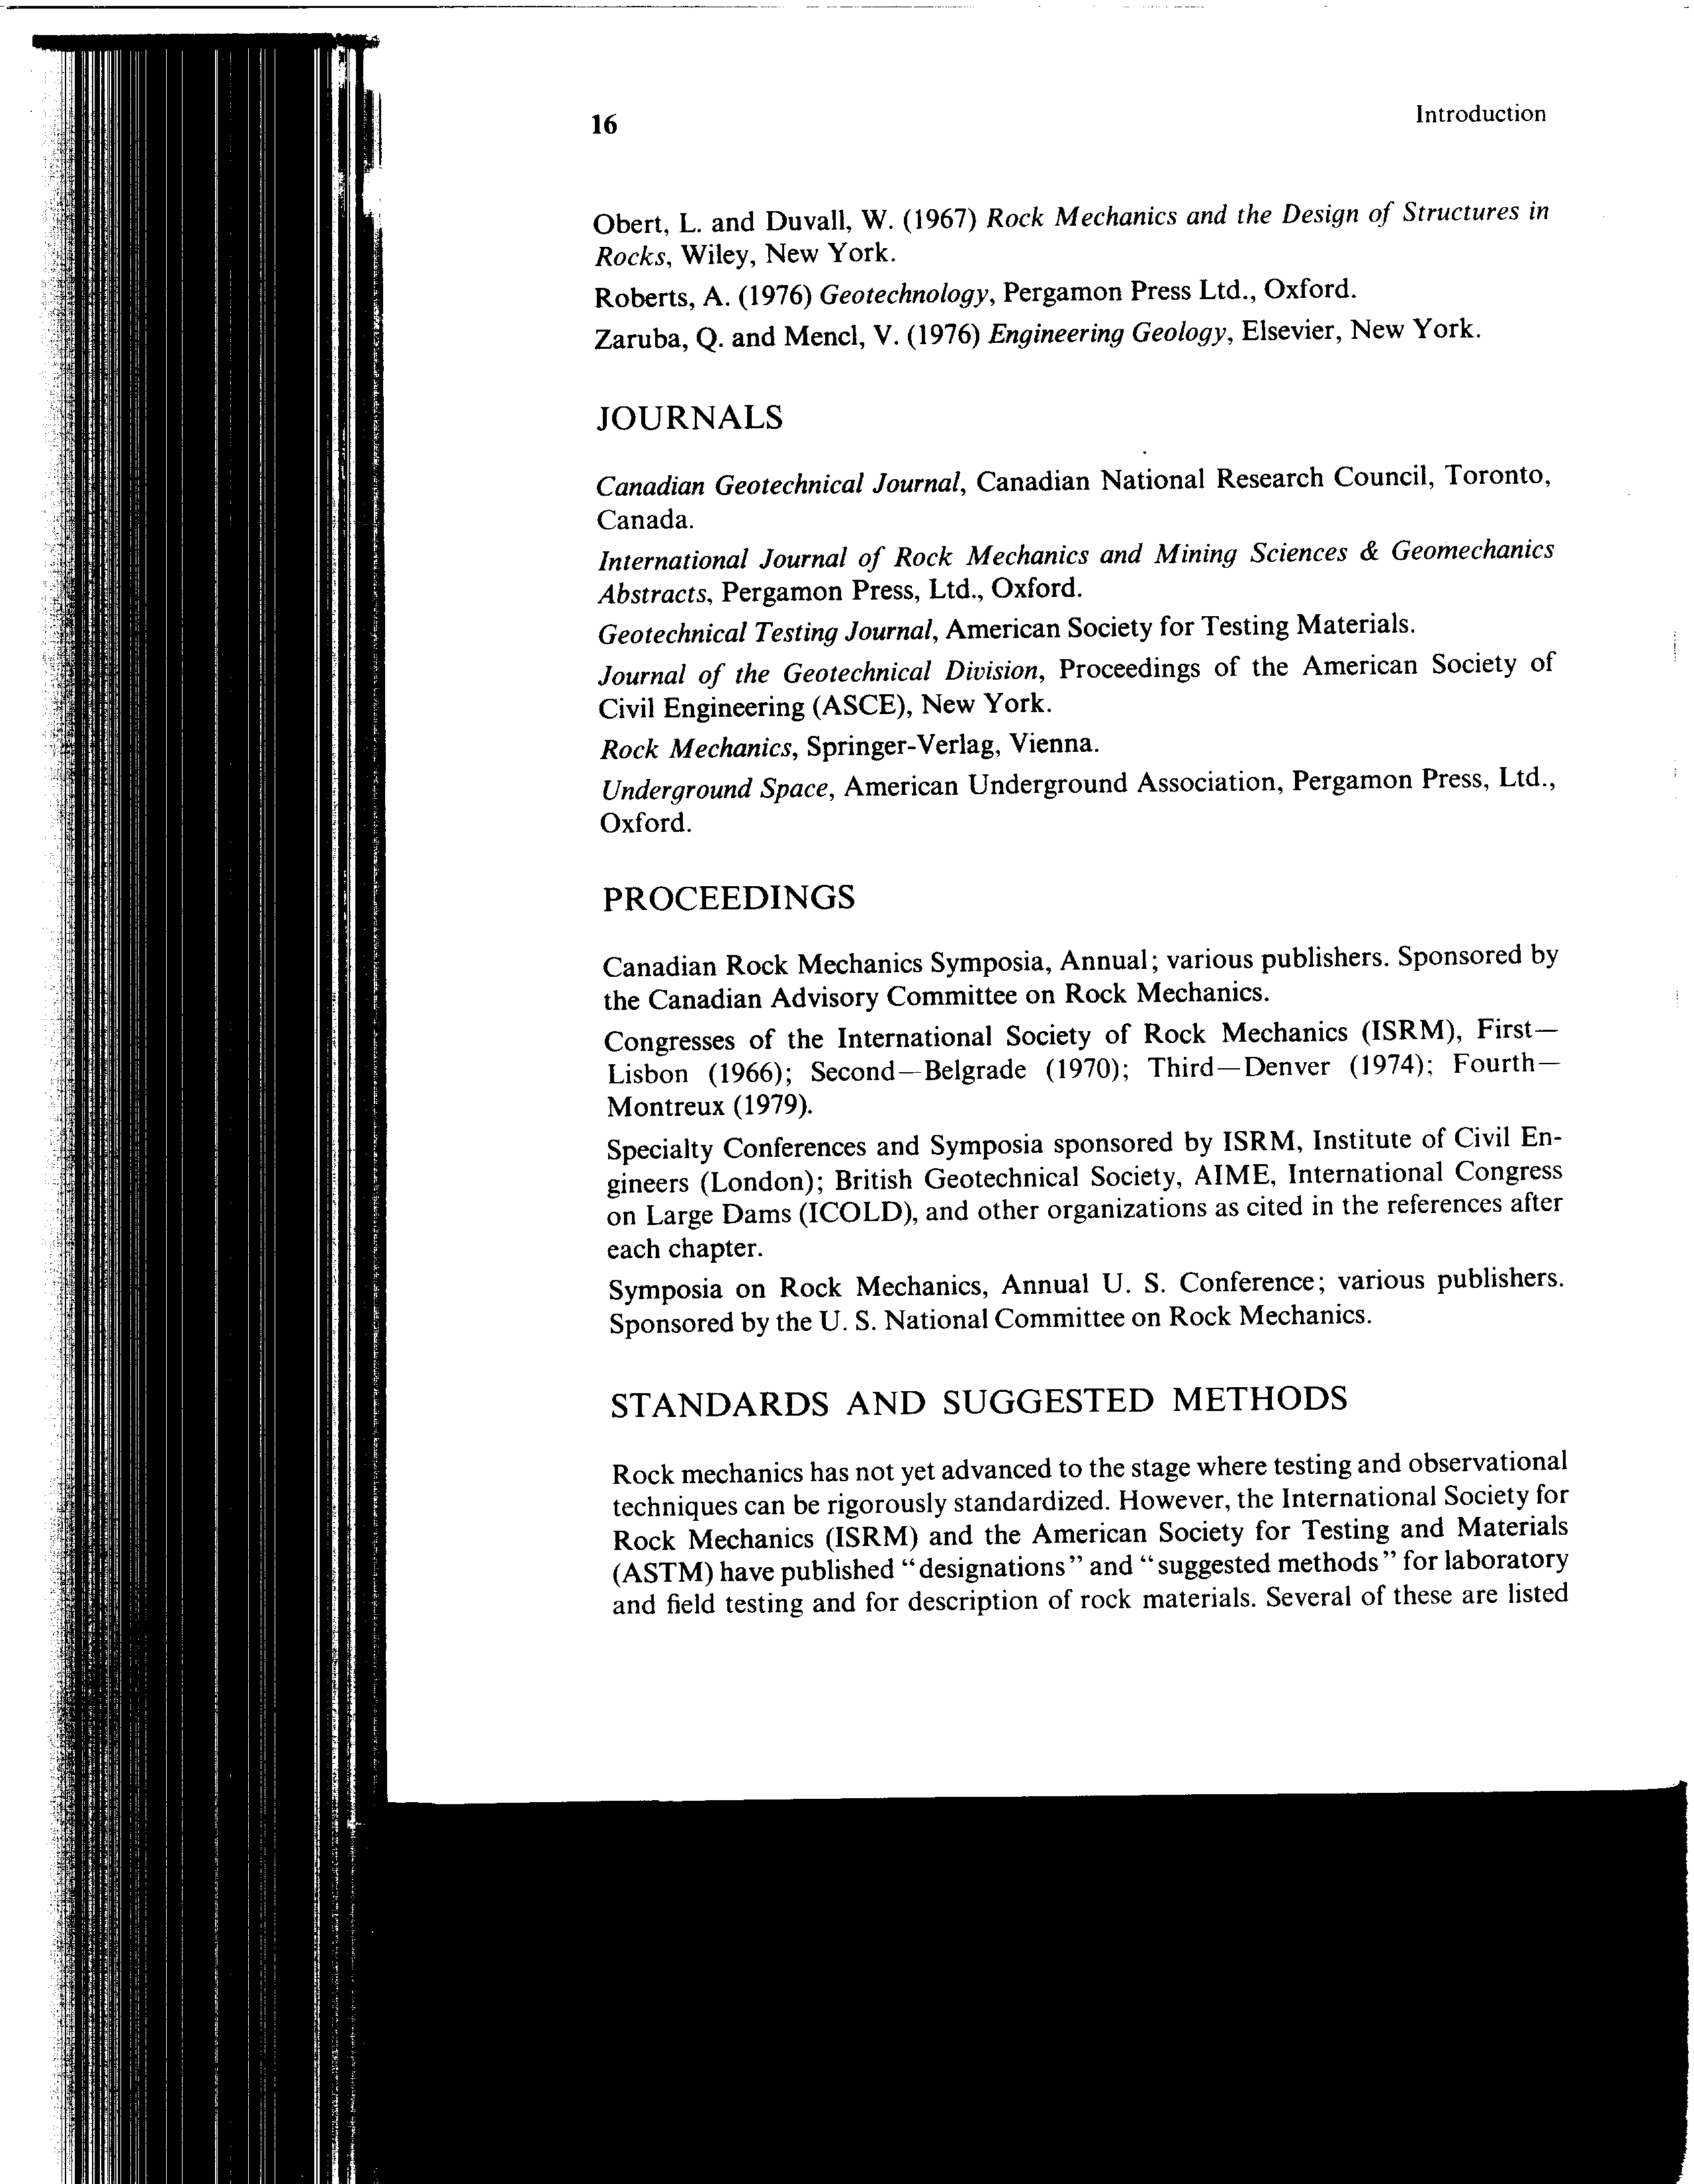 16
Introduction
Obert, L. and Duvall, W. (1967) Rock Mechanics and the Design of Structures in
Rocks, Wiley, New York.
Roberts, A. (1976) Geotechnology, Pergamon Press Ltd., Oxford.
Zaruba, Q. and Mencl, V. (1976) Engineering Geology, Elsevier, New York.
JOURNALS
Canadian Geotechnical Journal, Canadian National Research Council, Toronto,
Canada.
International Journal of Rock Mechanics and Mining Sciences & Geomechanics
Abstracts, Pergamon Press, Ltd., Oxford.
Geotechnical Testing Journal, American Society for Testing Materials.
Journal of the Geotechnical Division, Proceedings of the American Society of
Civil Engineering (ASCE), New York.
Rock Mechanics, Springer-Verlag, Vienna.
Underground Space, American Underground Association, Pergamon Press, Ltd.,
Oxford.
PROCEEDINGS
Canadian Rock Mechanics Symposia, Annual; various publishers. Sponsored by
the Canadian Advisory Committee on Rock Mechanics.
Congresses of the International Society of Rock Mechanics (ISRM), First—
Lisbon (1966); Second—Belgrade (1970); Third—Denver (1974); Fourth—
Montreux (1979).
Specialty Conferences and Symposia sponsored by ISRM, Institute of Civil En-
gineers (London); British Geotechnical Society, AIME, International Congress
on Large Dams (ICOLD), and other organizations as cited in the references after
each chapter.
Symposia on Rock Mechanics, Annual U. S. Conference; various publishers.
Sponsored by the U. S. National Committee on Rock Mechanics.
STANDARDS AND SUGGESTED METHODS
Rock mechanics has not yet advanced to the stage where testing and observational
techniques can be rigorously standardized. However, the International Society for
Rock Mechanics (ISRM) and the American Society for Testing and Materials
(ASTM) have published “designations” and “suggested methods” for laboratory
and field testing and for description of rock materials. Several of these are listed